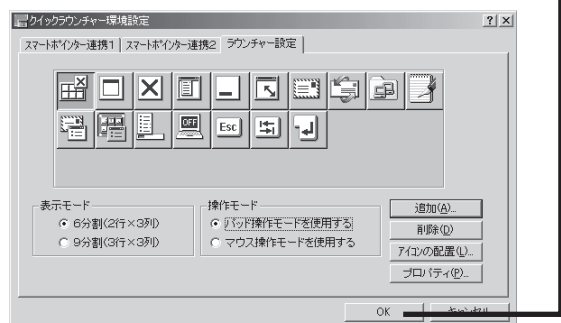 クイックラウンチャー環境設定
スマートポインター連携1 スマートポインター連携2 ラウンチャー設定
OFF
Esc
表示モード
6分割(2行×3列)
9分割(3行×3列)
操作モード
パッド操作モードを使用する
マウス操作モードを使用する
追加(A)...
削除(D)
アイコンの配置(L)...
プロパティ(P)...
OK
キャンセル